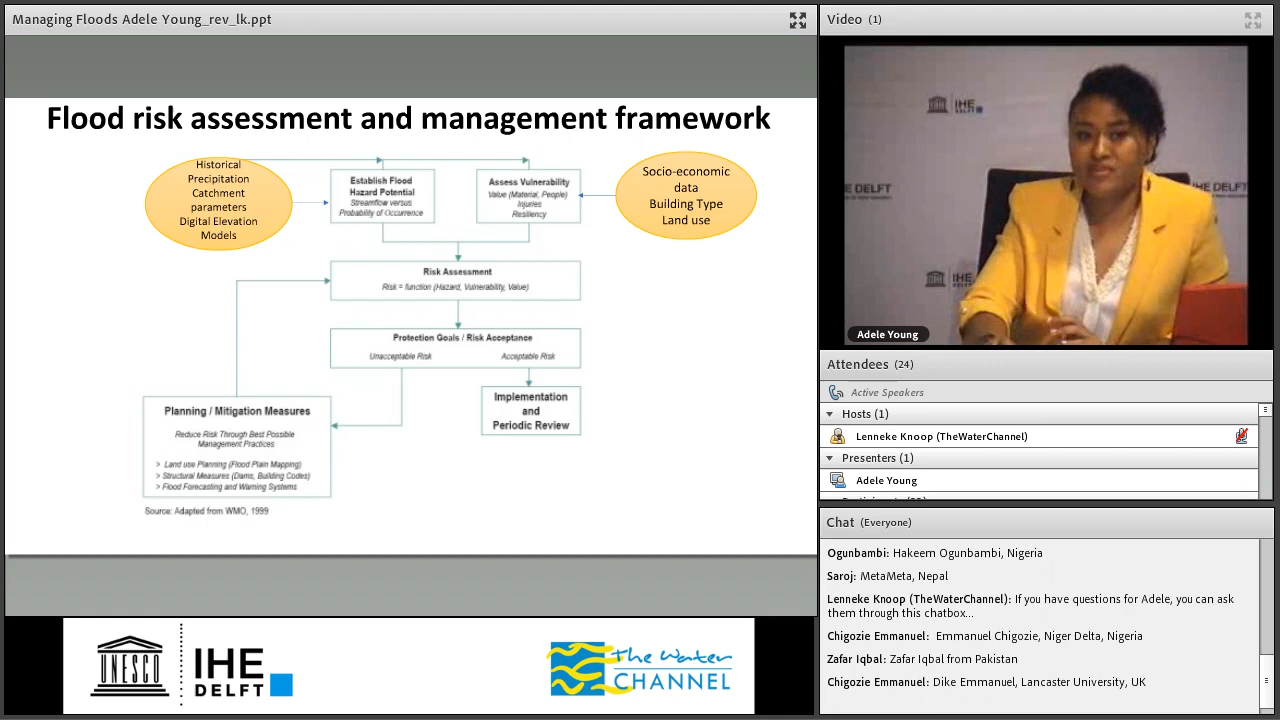 Managing Floods Adele Young_rev_lk.ppt
Flood risk assessment and management framework
Historical
Precipitation
Catchment
parameters
Digital Elevation
Models
Establish Flood
Hazard Potential
Streamflow versus
Probability of Occurrence
Assess Vulnerability
Value (Material, People)
Injuries
Resiliency
Socio-economic
data
Building Type
Land use
Risk Assessment
Risk = function (Hazard, Vulnerability, Value)
Protection Goals / Risk Acceptance
Unacceptable Risk
Acceptable Risk
Implementation
and
Periodic Review
Planning / Mitigation Measures
Reduce Risk Through Best Possible
Management Practices
> Land use Planning (Flood Plain Mapping)
> Structural Measures (Dams, Building Codes)
> Flood Forecasting and Warning Systems
Source: Adapted from WMO, 1999
UNESCO
IHE
DELFT
The Water
CHANNEL
Video (1)
IHE
DELFT
IHE
IHE DELFT
Adele Young
Attendees (24)
Active Speakers
Hosts (1)
Lenneke Knoop (TheWaterChannel)
Presenters (1)
Adele Young
Chat (Everyone)
Ogunbambi: Hakeem Ogunbambi, Nigeria
Saroj: MetaMeta, Nepal
Lenneke Knoop (TheWaterChannel): If you have questions for Adele, you can ask
them through this chatbox...
Chigozie Emmanuel: Emmanuel Chigozie, Niger Delta, Nigeria
Zafar Iqbal: Zafar Iqbal from Pakistan
Chigozie Emmanuel: Dike Emmanuel, Lancaster University, UK